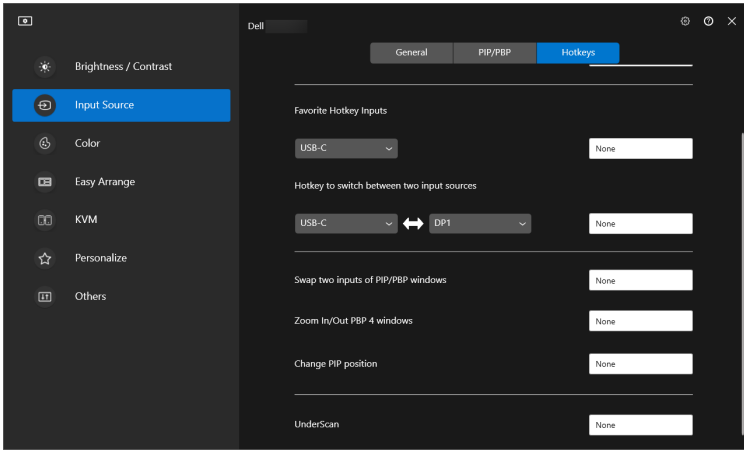 Dell
General PIP/PBP Hotkeys
Brightness / Contrast
Input Source
Color
Easy Arrange
KVM
Personalize
Others
Favorite Hotkey Inputs
USB-C None
Hotkey to switch between two input sources
USB-C DP1 None
Swap two inputs of PIP/PBP windows None
Zoom In/Out PBP 4 windows None
Change PIP position None
UnderScan None